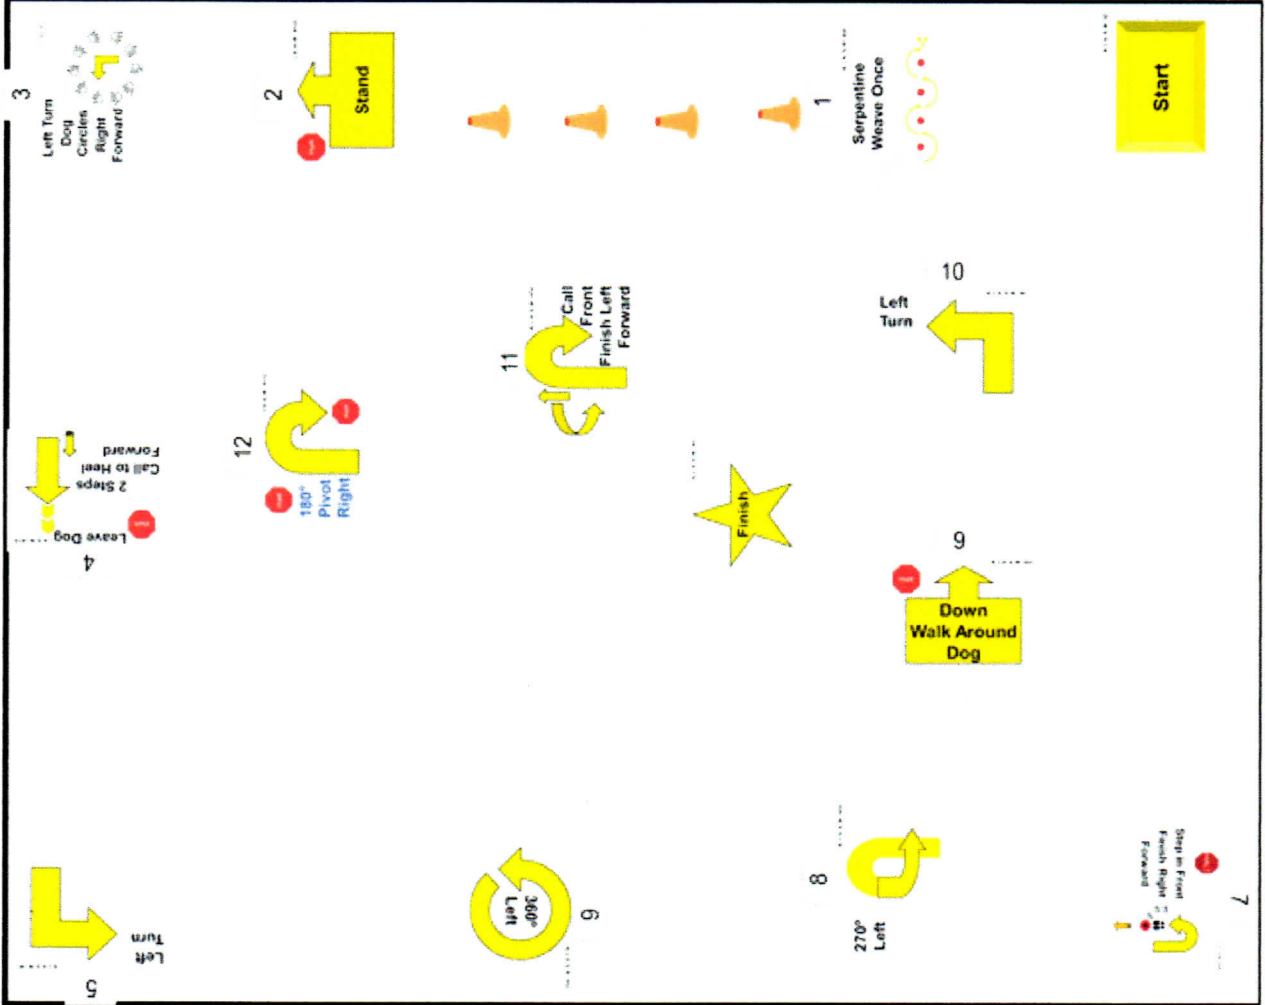 Start
1
Serpentine
Weave Once
2
Stand
3
Left Turn
Dog
Circles
Right
Forward
4
Leave Dog
2 Steps
Call to Heel
Forward
5
Left
Turn
6
360°
Left
7
Step in Front
Finish Right
Forward
8
270°
Left
9
Down
Walk Around
Dog
10
Left
Turn
11
Call
Front
Finish Left
Forward
12
180°
Pivot
Right
Finish